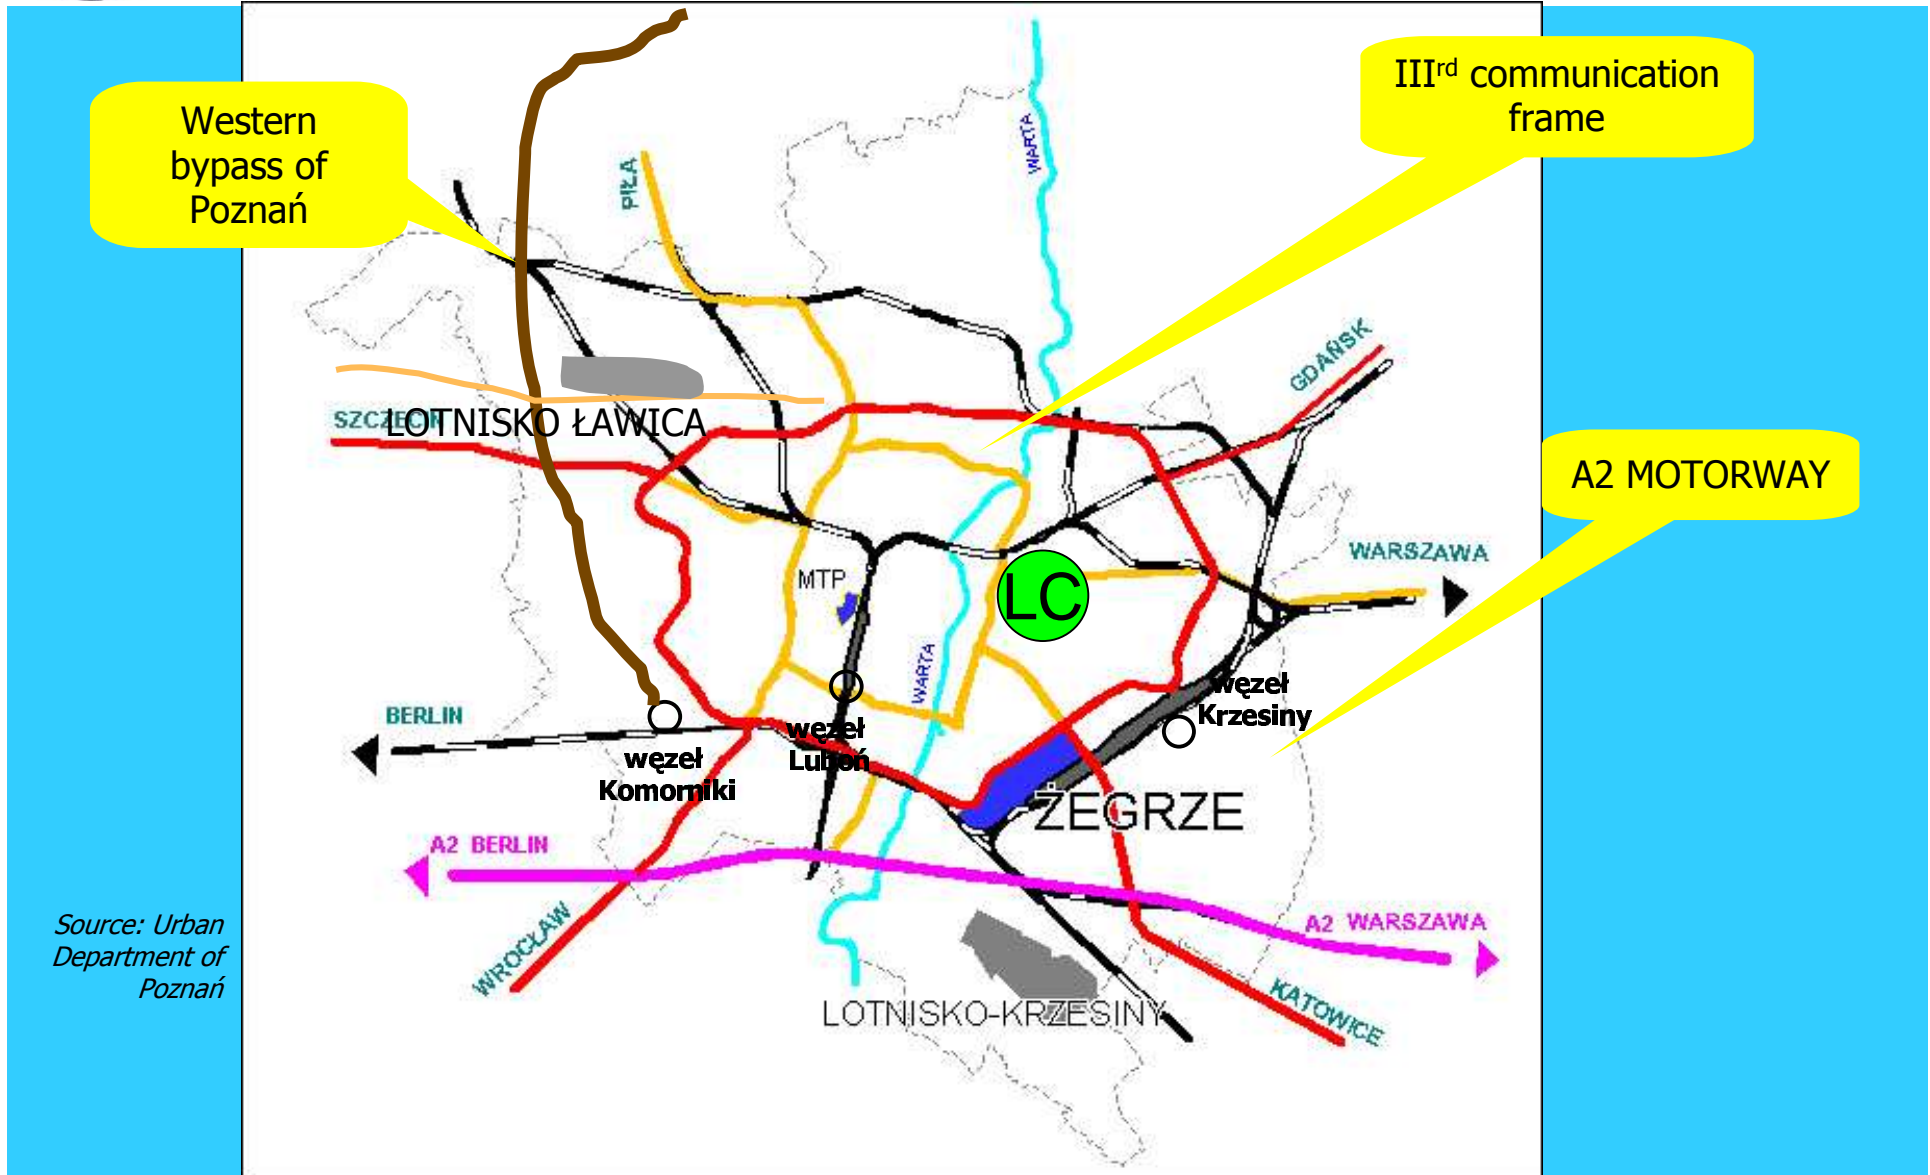 Western
bypass of
Poznań
IIIrd communication
frame
WARTA
PIŁA
GDAŃSK
SZCZECIN
LOTNISKO ŁAWICA
A2 MOTORWAY
WARSZAWA
MTP
LC
WARTA
węzeł
Krzesiny
BERLIN
węzeł
Luboń
węzeł
Komorniki
ŻEGRZE
A2 BERLIN
A2 WARSZAWA
Source: Urban
Department of
Poznań
WROCŁAW
LOTNISKO-KRZESINY
KATOWICE